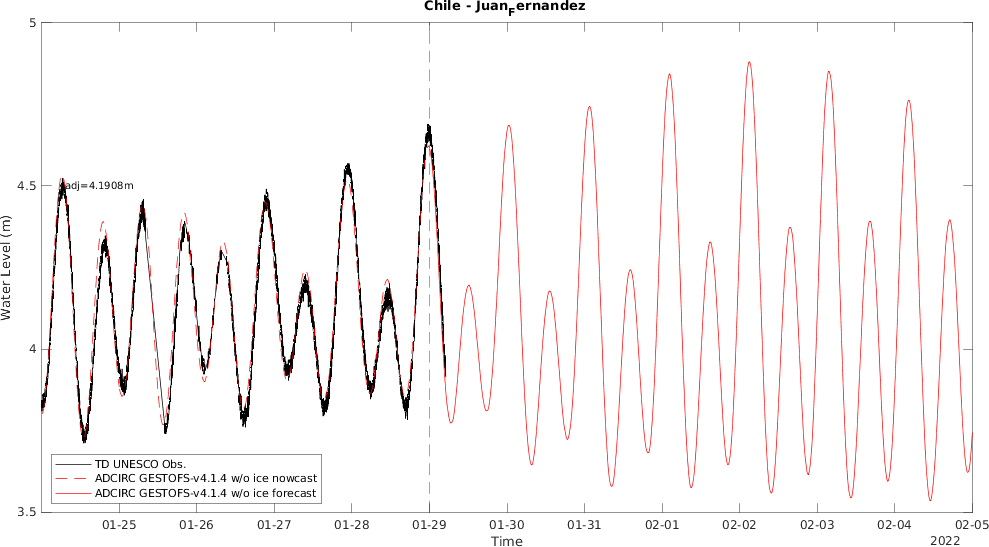 Chile - JuanFernandez
5
4.5
4
3.5
Water Level (m)
adj=4.1908m
TD UNESCO Obs.
ADCIRC GESTOFS-v4.1.4 w/o ice nowcast
ADCIRC GESTOFS-v4.1.4 w/o ice forecast
01-25 01-26 01-27 01-28 01-29 01-30 01-31 02-01 02-02 02-03 02-04 02-05
Time
2022